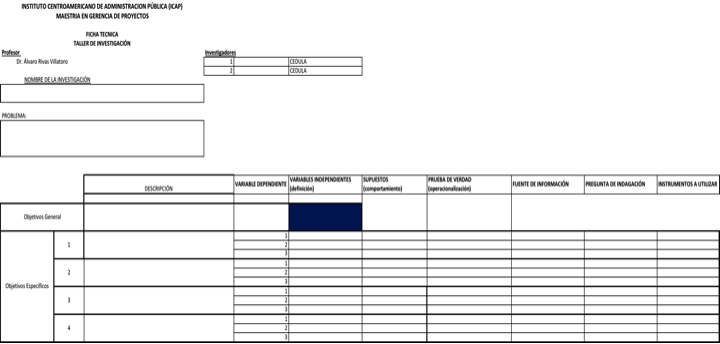 INSTITUTO CENTROAMERICANO DE ADMINISTRACION PÚBLICA (ICAP)
MAESTRIA EN GERENCIA DE PROYECTOS
FICHA TECNICA
TALLER DE INVESTIGACIÓN
Profesor
Investigadores
Dr. Álvaro Rivas Villatoro
1 CEDULA
2 CEDULA
NOMBRE DE LA INVESTIGACIÓN
PROBLEMA:
DESCRIPCIÓN VARIABLE DEPENDIENTE VARIABLES INDEPENDIENTES (definición) SUPUESTOS (comportamiento) PRUEBA DE VERDAD (operacionalización) FUENTE DE INFORMACIÓN PREGUNTA DE INDAGACIÓN INSTRUMENTOS A UTILIZAR
Objetivos General
Objetivos Específicos
1
1
2
3
2
1
2
3
3
1
2
3
4
1
2
3